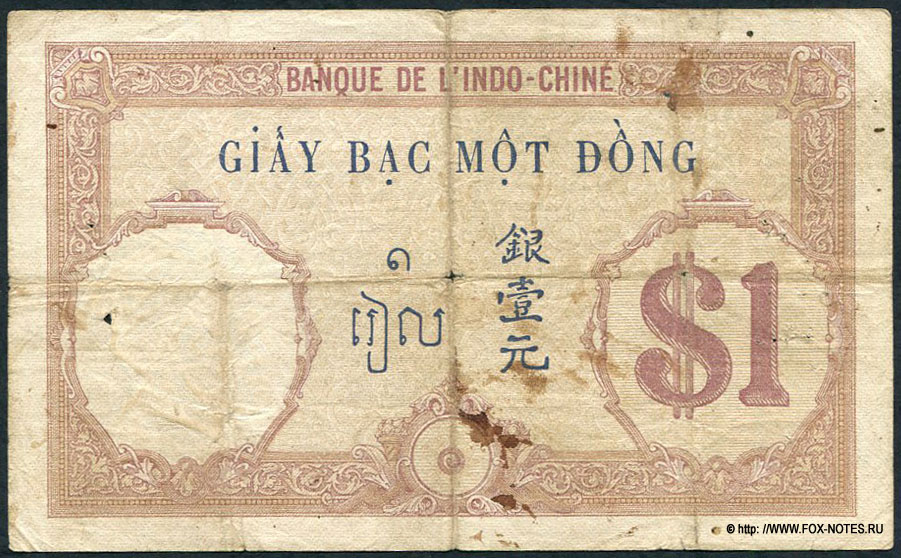 BANQUE DE L'INDO-CHINE
GIẤY BẠC MỘT ĐỒNG
១
រៀល
銀壹元
$1
© http: //WWW.FOX-NOTES.RU